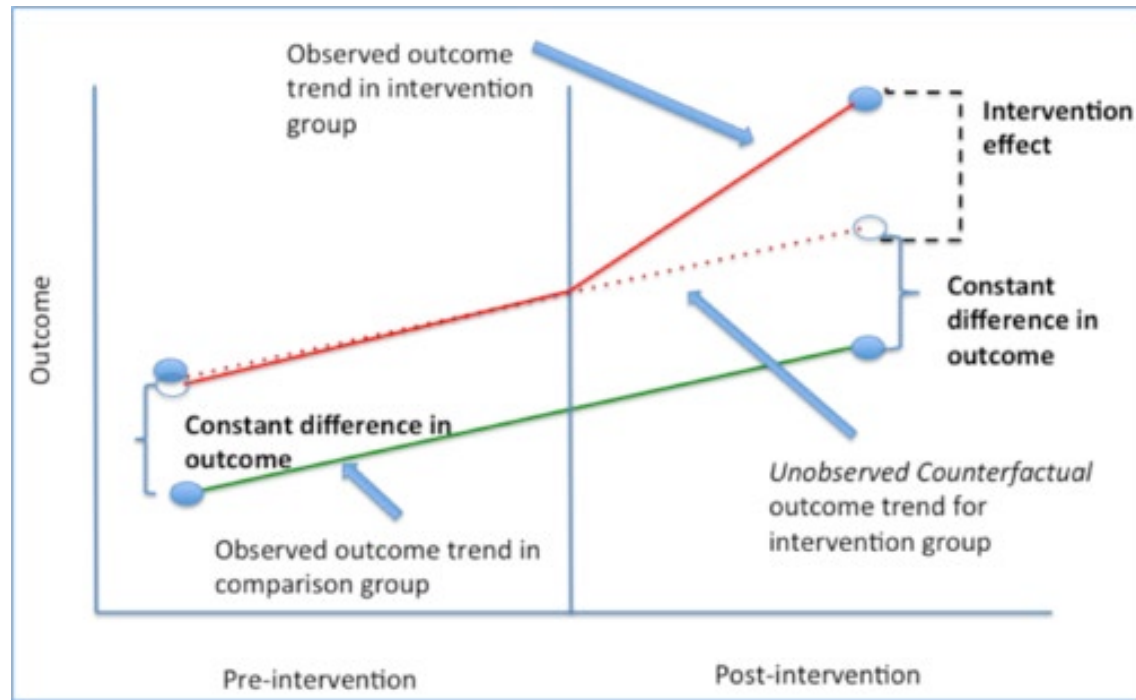 Observed outcome
trend in intervention
group
Intervention
effect
Outcome
Constant
difference in
outcome
Constant difference in
outcome
Unobserved Counterfactual
outcome trend for
intervention group
Observed outcome trend in
comparison group
Pre-intervention
Post-intervention